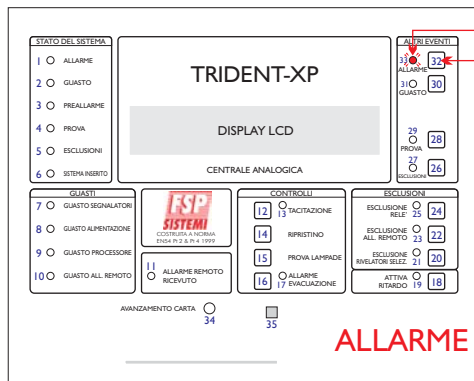 STATO DEL SISTEMA
1 ALLARME
2 GUASTO
3 PREALLARME
4 PROVA
5 ESCLUSIONI
6 SISTEMA INSERITO
TRIDENT-XP
DISPLAY LCD
CENTRALE ANALOGICA
ALTRI EVENTI
33 32
ALLARME
31 30
GUASTO
29
28
PROVA
27
26
ESCLUSIONI
GUASTI
7 GUASTO SEGNALATORI
8 GUASTO ALIMENTAZIONE
9 GUASTO PROCESSORE
10 GUASTO ALL. REMOTO
FSP
SISTEMI
COSTRUITA A NORMA
EN54 Pr 2 & Pr 4 1999
11 ALLARME REMOTO
RICEVUTO
CONTROLLI
12 13 TACITAZIONE
14 RIPRISTINO
15 PROVA LAMPADE
16 17 ALLARME
EVACUAZIONE
ESCLUSIONI
ESCLUSIONE
RELE' 25 24
ESCLUSIONE
ALL. REMOTO 23 22
ESCLUSIONE
RIVELATORI SELEZ. 21 20
ATTIVA
RITARDO 19 18
AVANZAMENTO CARTA
34
35
ALLARME